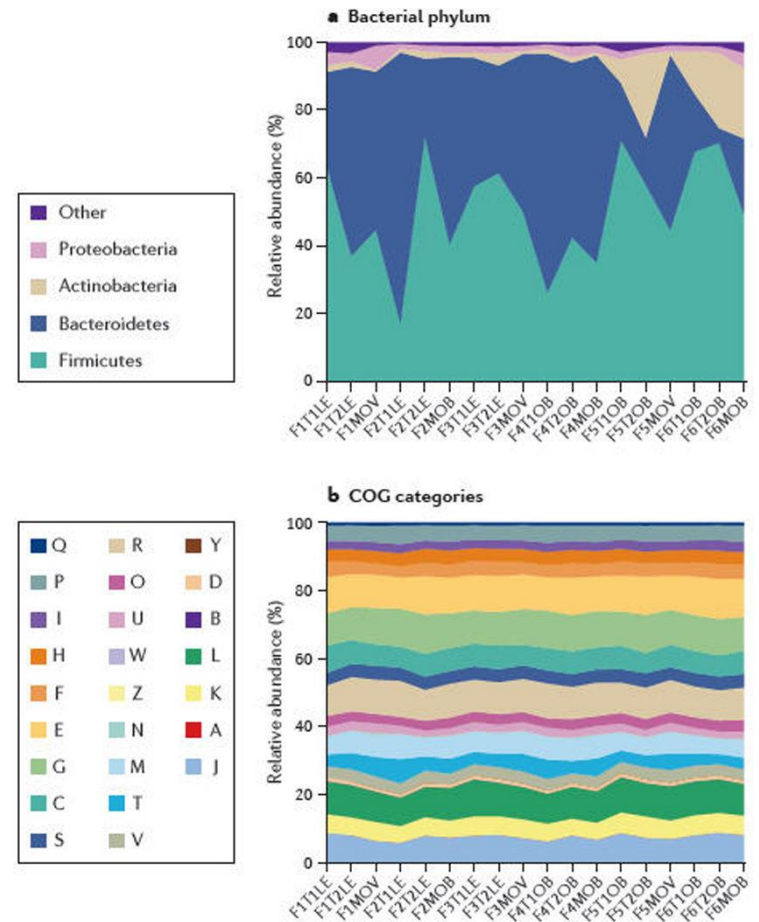 a Bacterial phylum
Relative abundance (%)
100
80
60
40
20
0
Other
Proteobacteria
Actinobacteria
Bacteroidetes
Firmicutes
F1T1LE
F1T2LE
F1MOV
F2T1LE
F2T2LE
F2MOB
F3T1LE
F3T2LE
F3MOV
F4T1OB
F4T2OB
F4MOB
F5T1OB
F5T2OB
F5MOV
F6T1OB
F6T2OB
F6MOB
b COG categories
Relative abundance (%)
100
80
60
40
20
0
Q R Y
P O D
I U B
H W L
F Z K
E N A
G M J
C T
S V
F1T1LE
F1T2LE
F1MOV
F2T1LE
F2T2LE
F2MOB
F3T1LE
F3T2LE
F3MOV
F4T1OB
F4T2OB
F4MOB
F5T1OB
F5T2OB
F5MOV
F6T1OB
F6T2OB
F6MOB